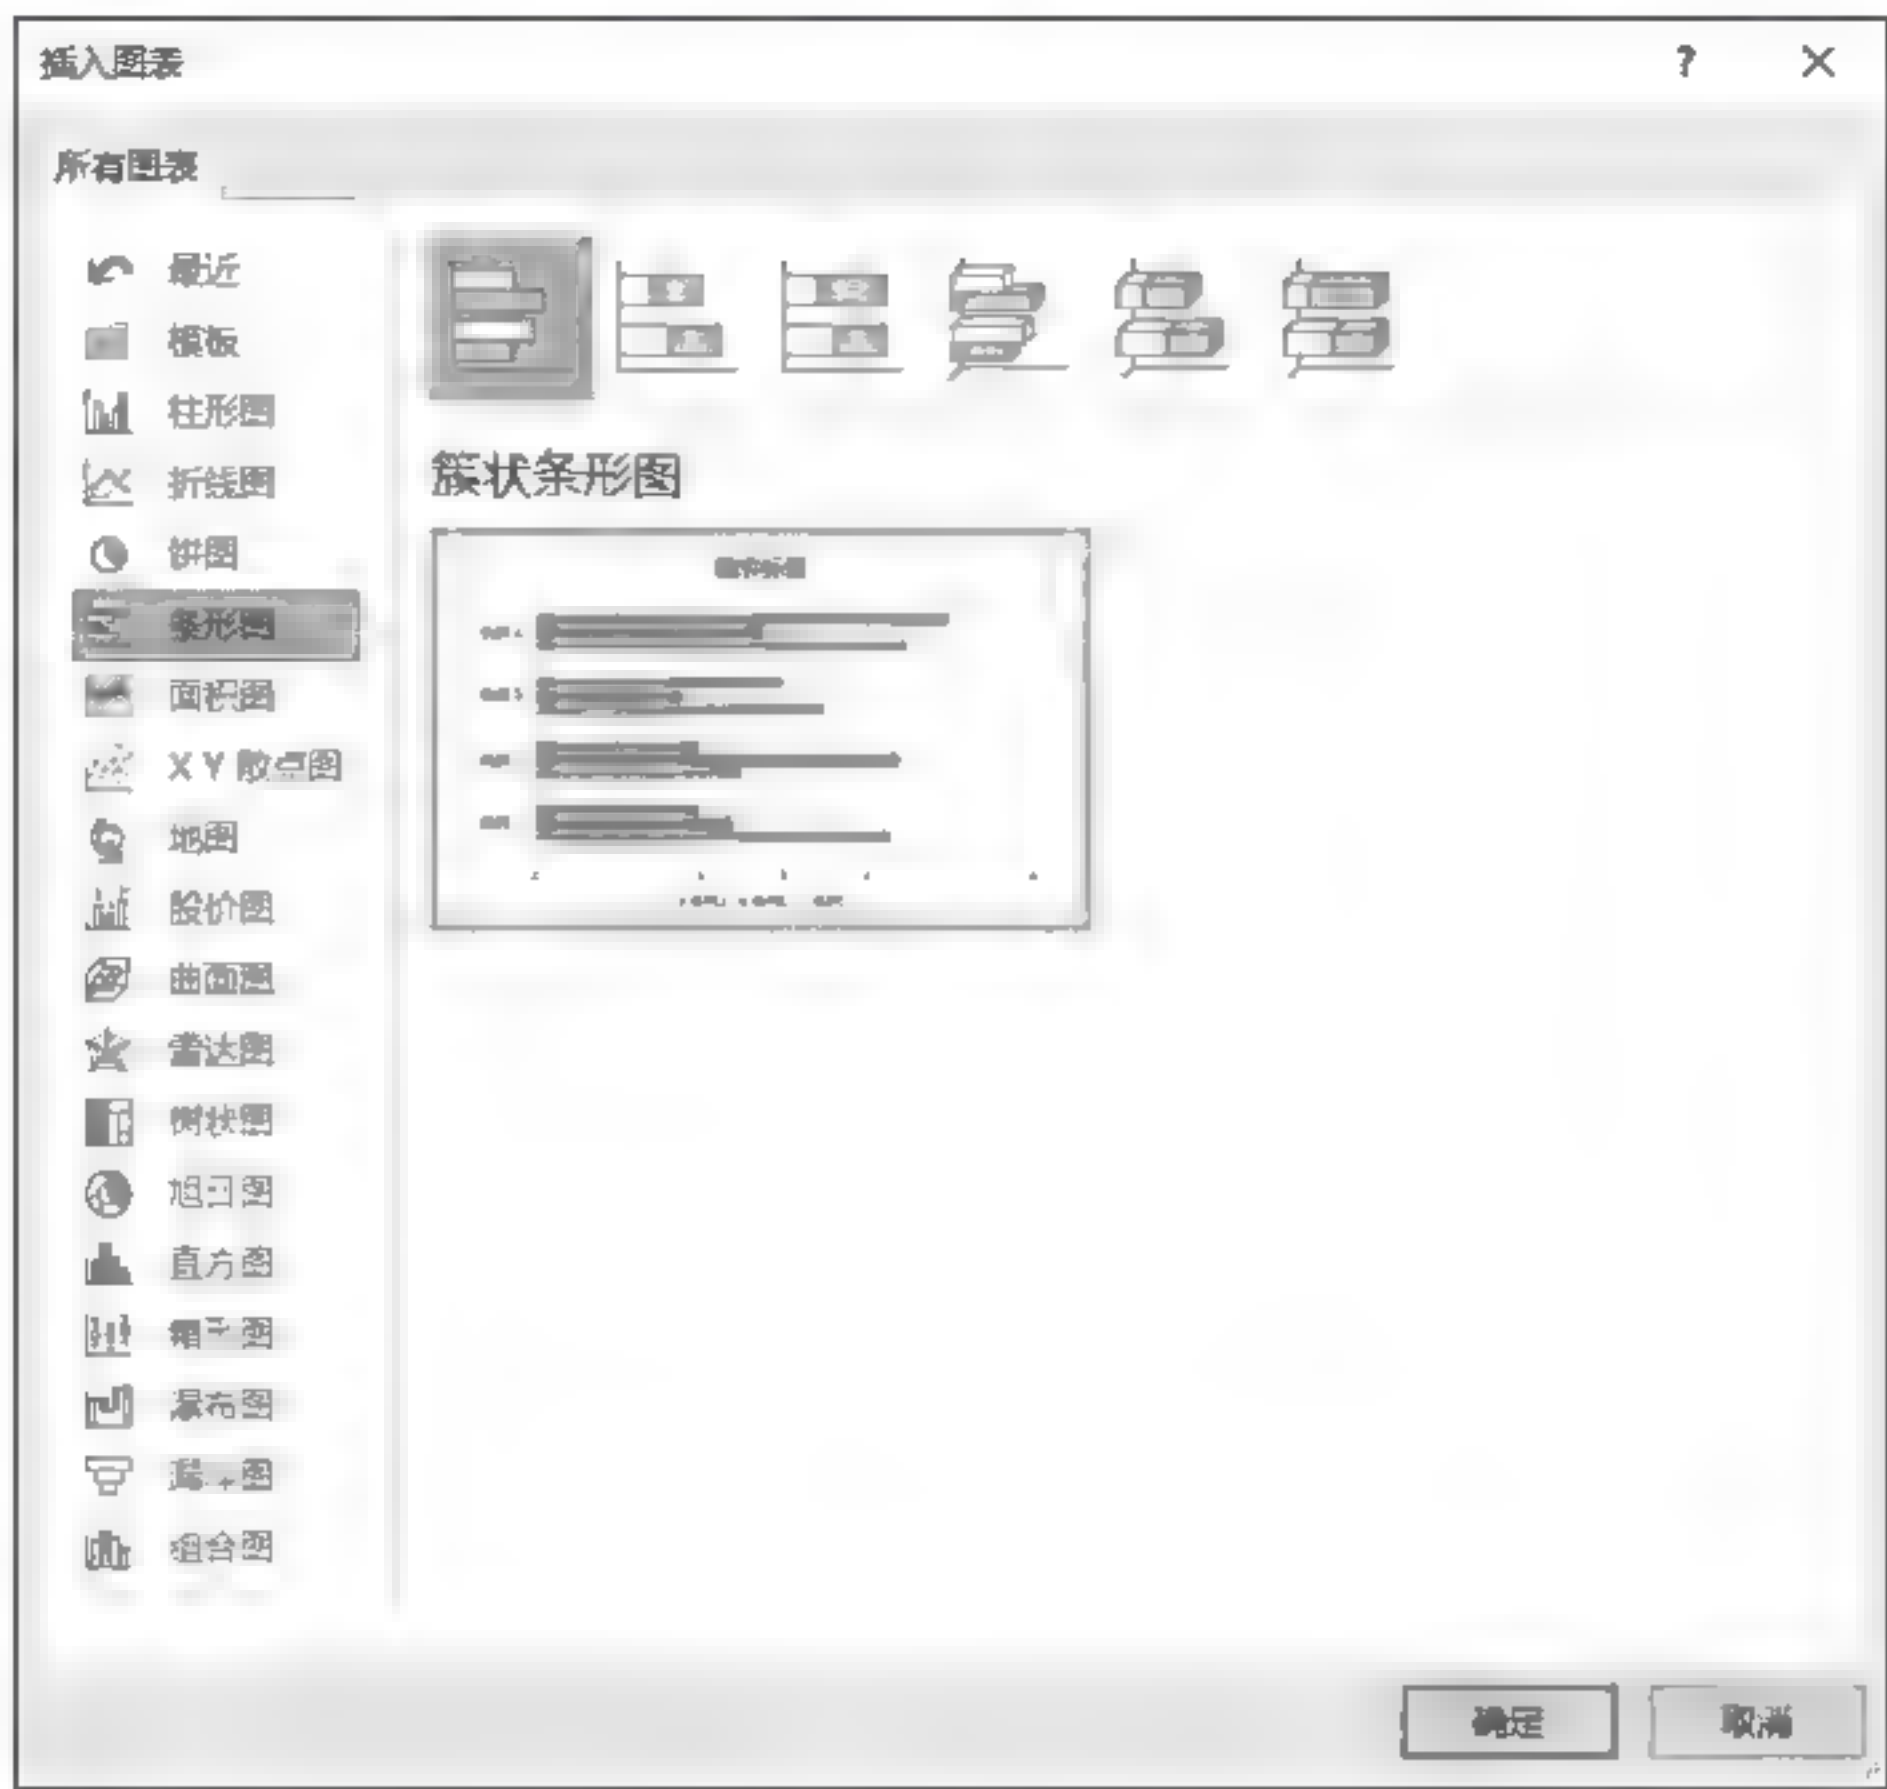 插入图表
所有图表
最近
模板
柱形图
折线图
饼图
条形图
面积图
X Y 散点图
地图
股价图
曲面图
雷达图
树状图
旭日图
直方图
箱形图
瀑布图
漏斗图
组合图
簇状条形图
确定
取消